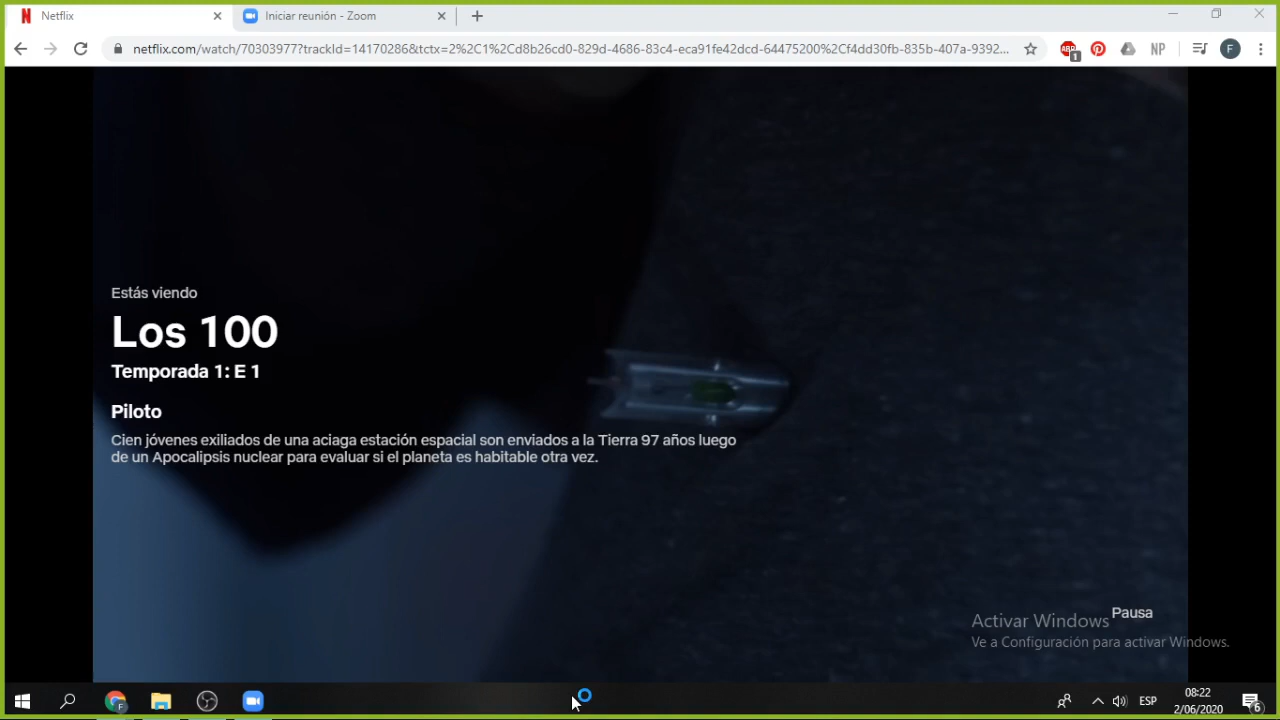 Netflix
Iniciar reunión - Zoom
netflix.com/watch/70303977?trackId=14170286&tctx=2%2C1%2Cd8b26cd0-829d-4686-83c4-eca91fe42dcd-64475200%2Cf4dd30fb-835b-407a-9392...
ABP
1
NP
F
Estás viendo
Los 100
Temporada 1: E 1
Piloto
Cien jóvenes exiliados de una aciaga estación espacial son enviados a la Tierra 97 años luego
de un Apocalipsis nuclear para evaluar si el planeta es habitable otra vez.
Pausa
Activar Windows
Ve a Configuración para activar Windows.
F
ESP
08:22
2/06/2020
6